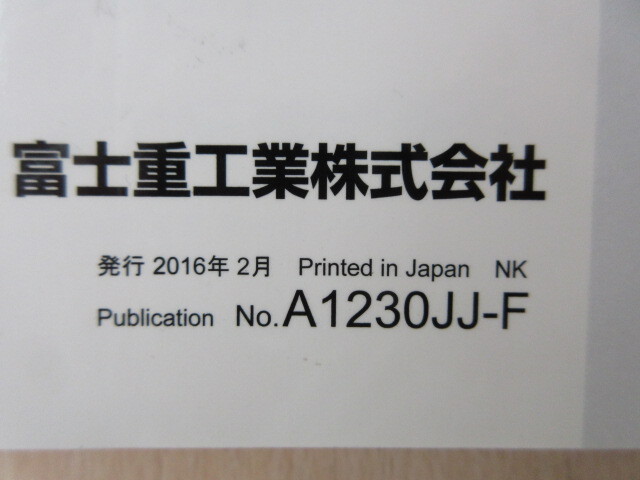 富士重工業株式会社
発行 2016年 2月 Printed in Japan NK
Publication No.A1230JJ-F